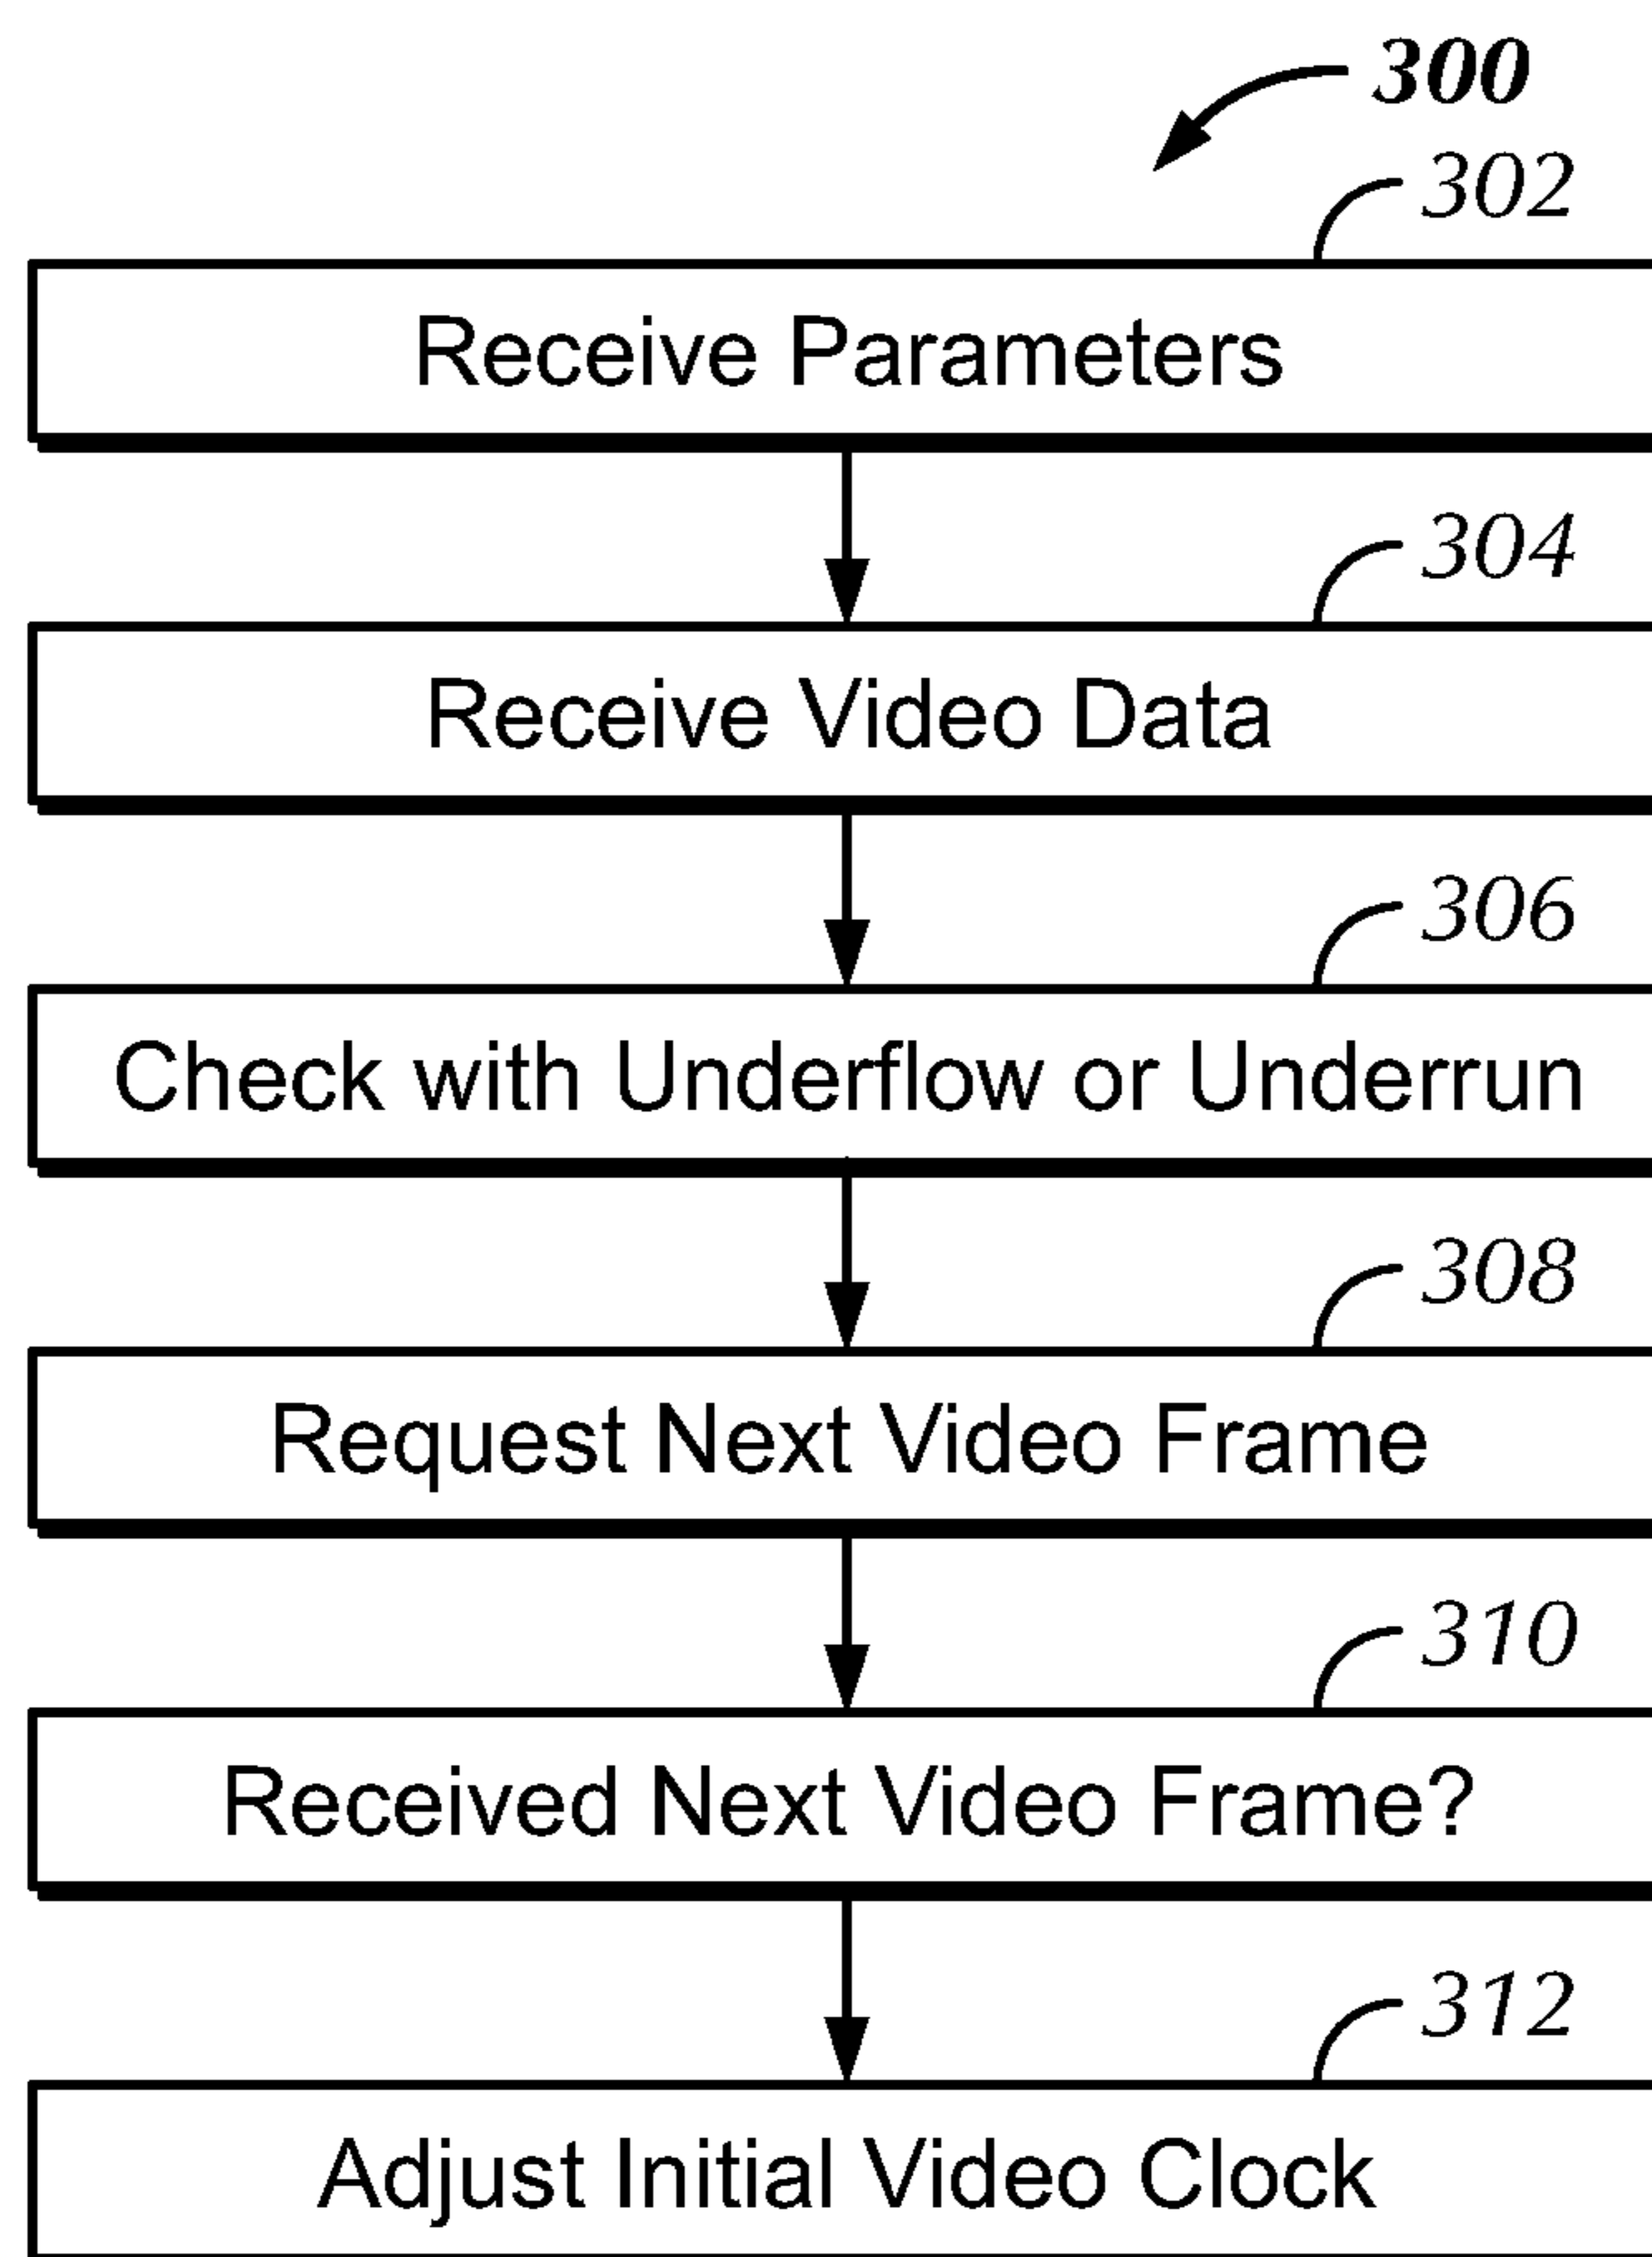 300
302
Receive Parameters
304
Receive Video Data
306
Check with Underflow or Underrun
308
Request Next Video Frame
310
Received Next Video Frame?
312
Adjust Initial Video Clock